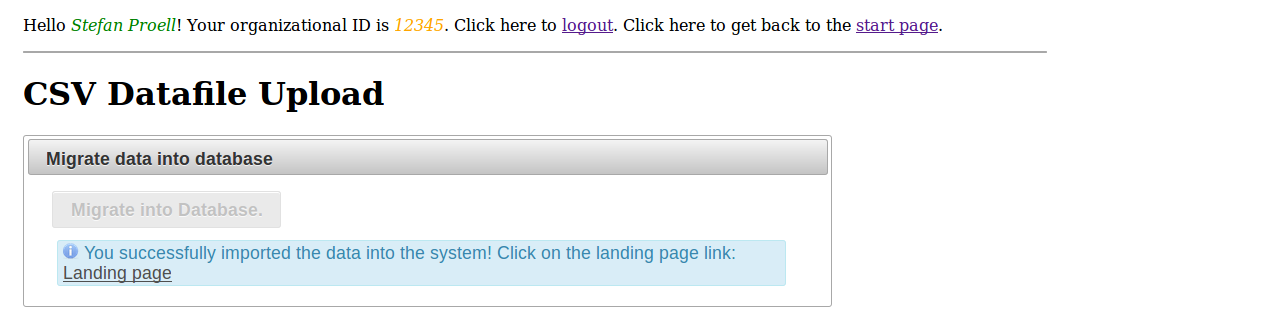 Hello Stefan Proell! Your organizational ID is 12345. Click here to logout. Click here to get back to the start page.
CSV Datafile Upload
Migrate data into database
Migrate into Database.
You successfully imported the data into the system! Click on the landing page link:
Landing page